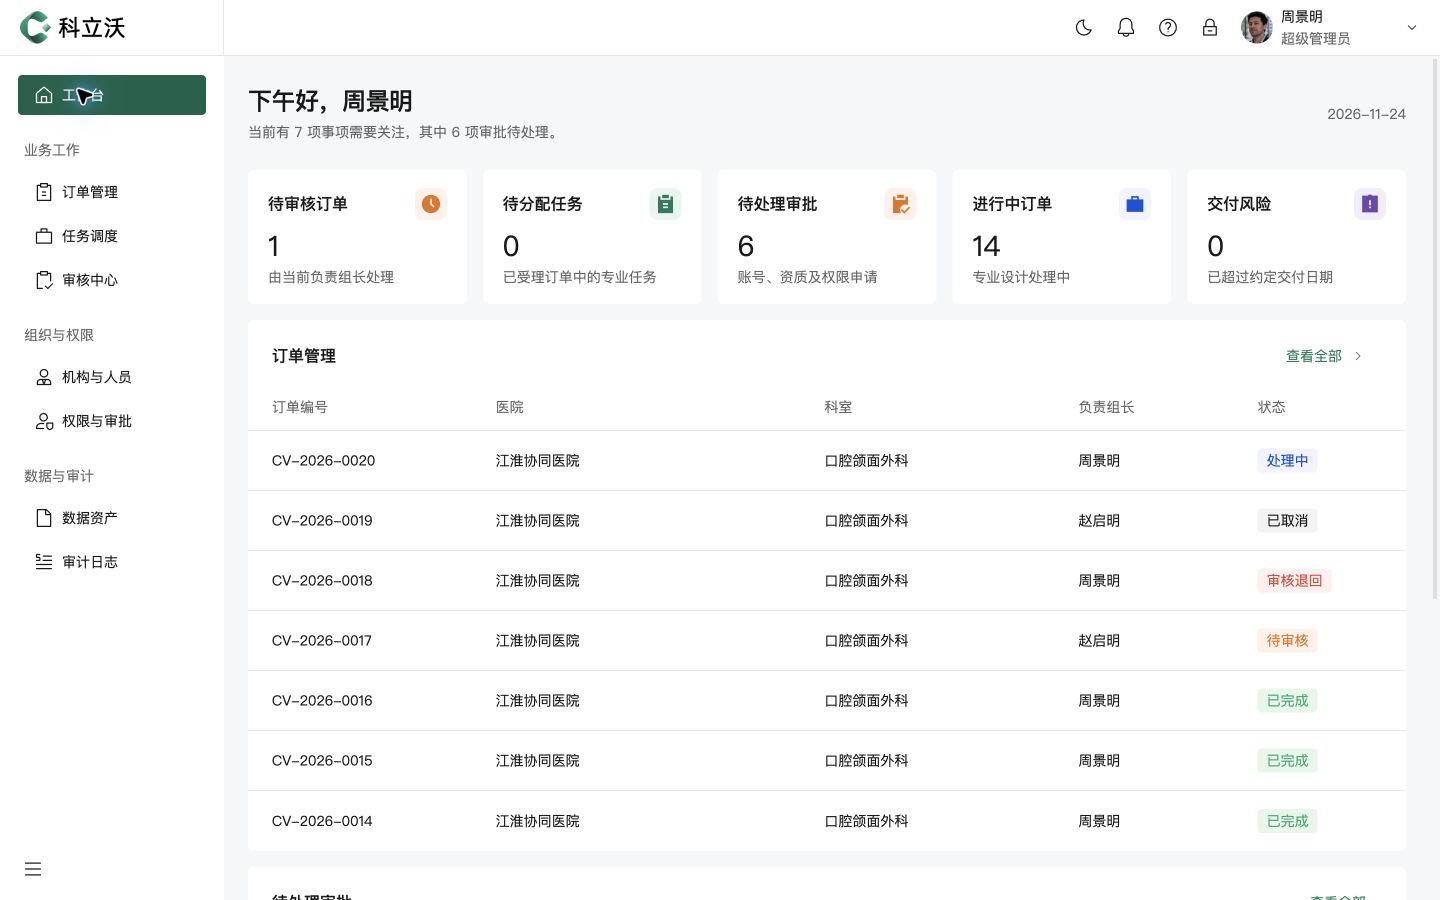 科立沃
周景明
超级管理员
工作台
业务工作
订单管理
任务调度
审核中心
组织与权限
机构与人员
权限与审批
数据与审计
数据资产
审计日志
下午好，周景明
当前有 7 项事项需要关注，其中 6 项审批待处理。
2026-11-24
待审核订单
1
由当前负责组长处理
待分配任务
0
已受理订单中的专业任务
待处理审批
6
账号、资质及权限申请
进行中订单
14
专业设计处理中
交付风险
0
已超过约定交付日期
订单管理
查看全部
订单编号 医院 科室 负责组长 状态
CV-2026-0020 江淮协同医院 口腔颌面外科 周景明 处理中
CV-2026-0019 江淮协同医院 口腔颌面外科 赵启明 已取消
CV-2026-0018 江淮协同医院 口腔颌面外科 周景明 审核退回
CV-2026-0017 江淮协同医院 口腔颌面外科 赵启明 待审核
CV-2026-0016 江淮协同医院 口腔颌面外科 周景明 已完成
CV-2026-0015 江淮协同医院 口腔颌面外科 周景明 已完成
CV-2026-0014 江淮协同医院 口腔颌面外科 周景明 已完成
待处理审批
查看全部